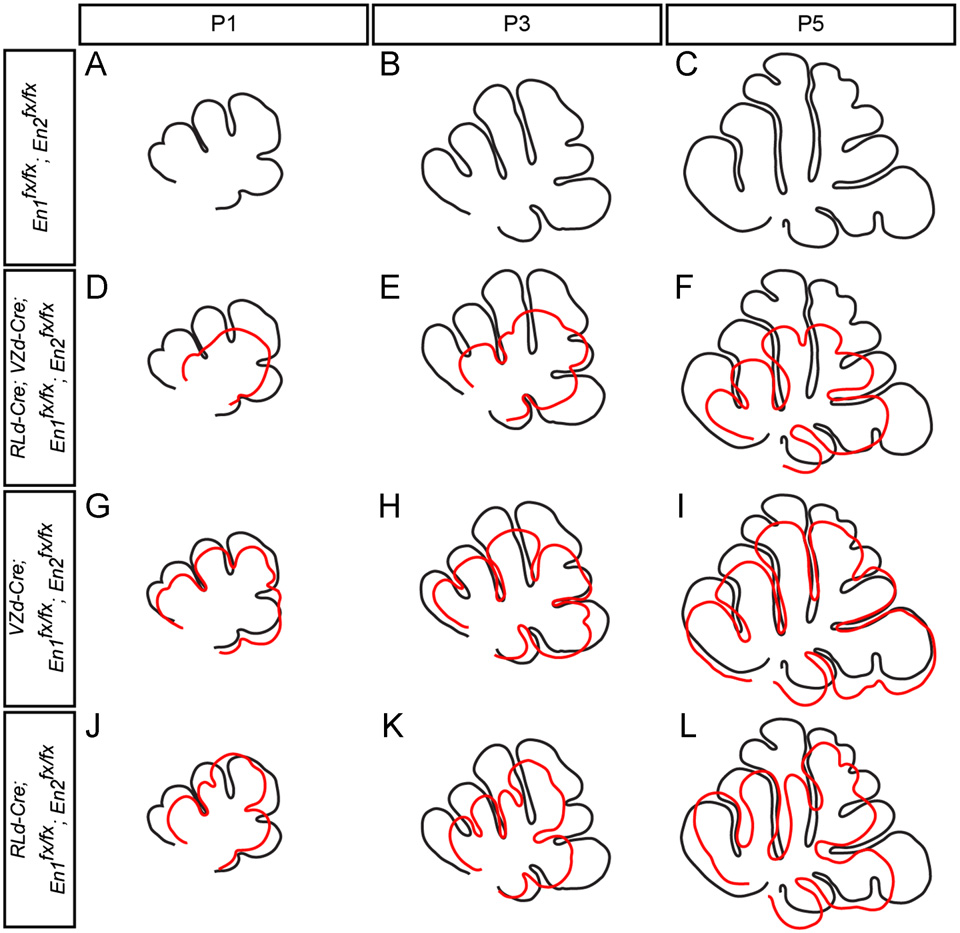 P1 P3 P5
A B C
En1fx/fx; En2fx/fx
D E F
RLd-Cre; VZd-Cre;
En1fx/fx; En2fx/fx
G H I
VZd-Cre;
En1fx/fx; En2fx/fx
J K L
RLd-Cre;
En1fx/fx; En2fx/fx